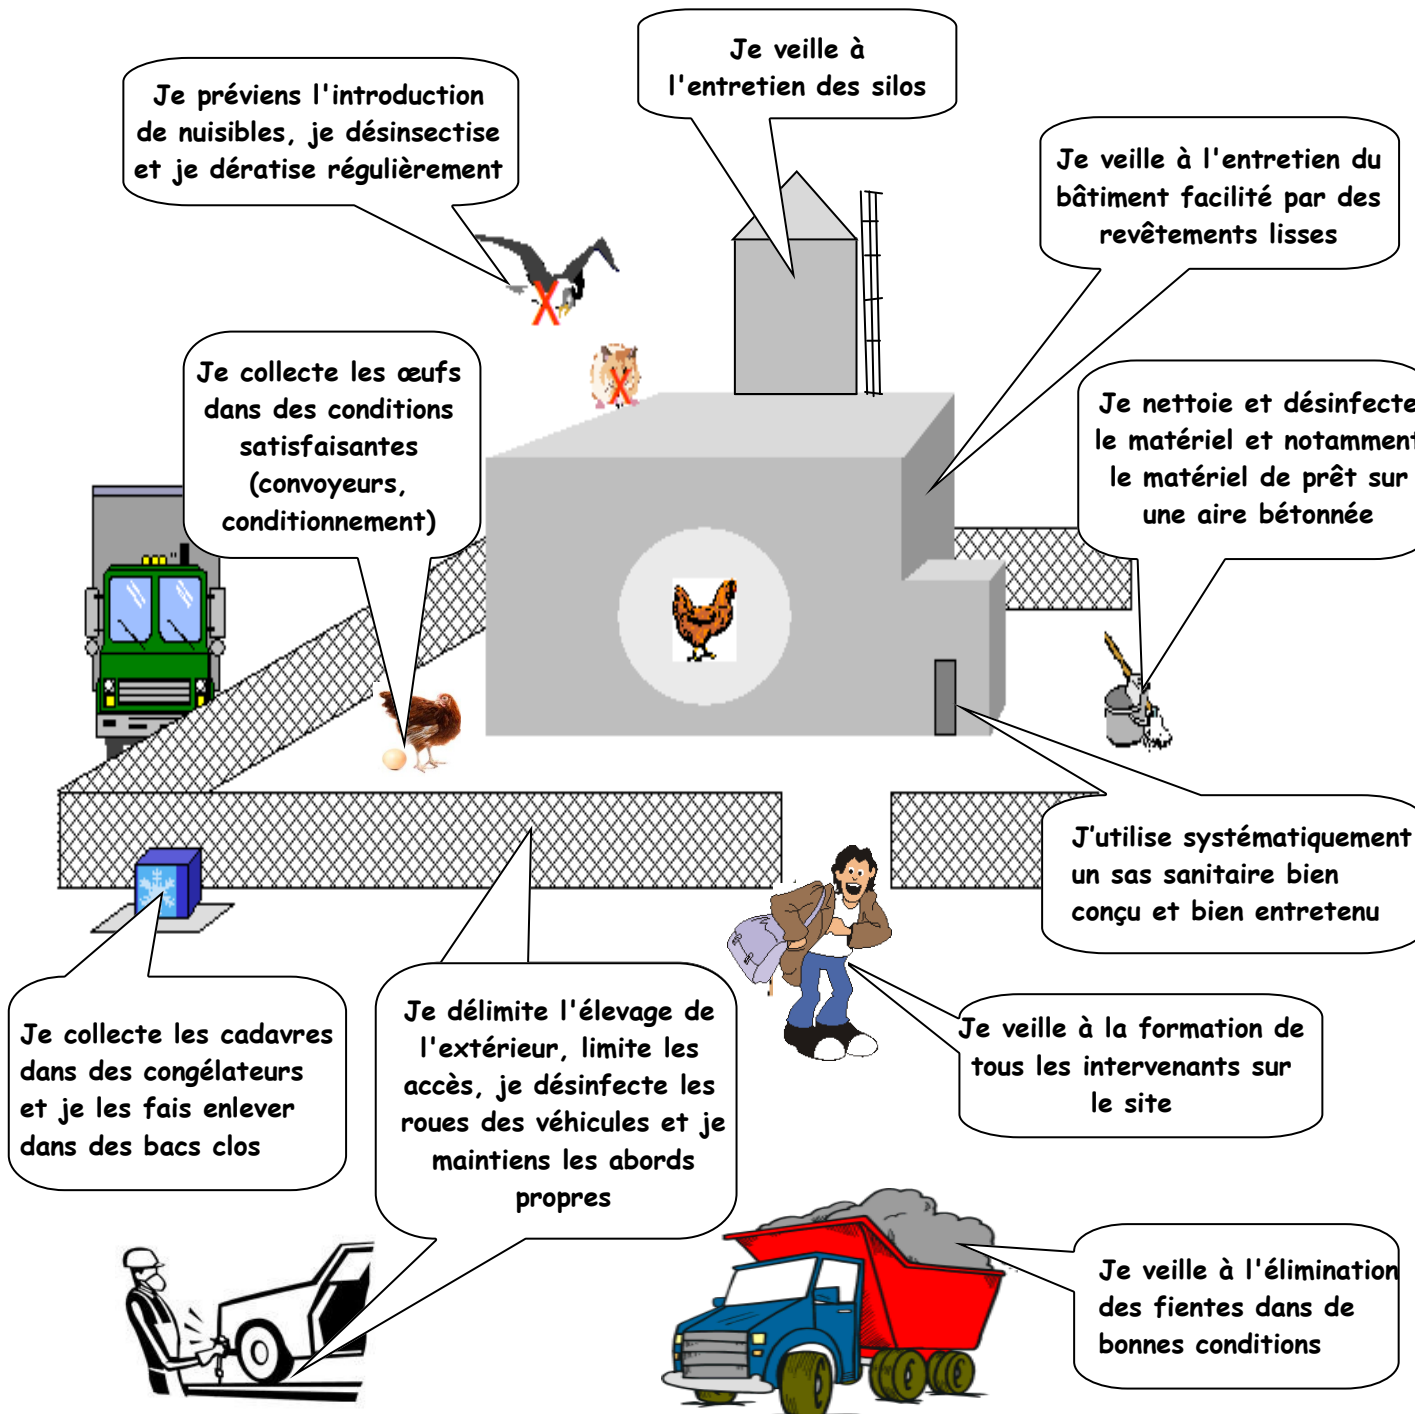 Je veille à
l'entretien des silos
Je préviens l'introduction
de nuisibles, je désinsectise
et je dératise régulièrement
Je veille à l'entretien du
bâtiment facilité par des
revêtements lisses
Je collecte les œufs
dans des conditions
satisfaisantes
(convoyeurs,
conditionnement)
Je nettoie et désinfecte
le matériel et notamment
le matériel de prêt sur
une aire bétonnée
J'utilise systématiquement
un sas sanitaire bien
conçu et bien entretenu
Je collecte les cadavres
dans des congélateurs
et je les fais enlever
dans des bacs clos
Je délimite l'élevage de
l'extérieur, limite les
accès, je désinfecte les
roues des véhicules et je
maintiens les abords
propres
Je veille à la formation de
tous les intervenants sur
le site
Je veille à l'élimination
des fientes dans de
bonnes conditions